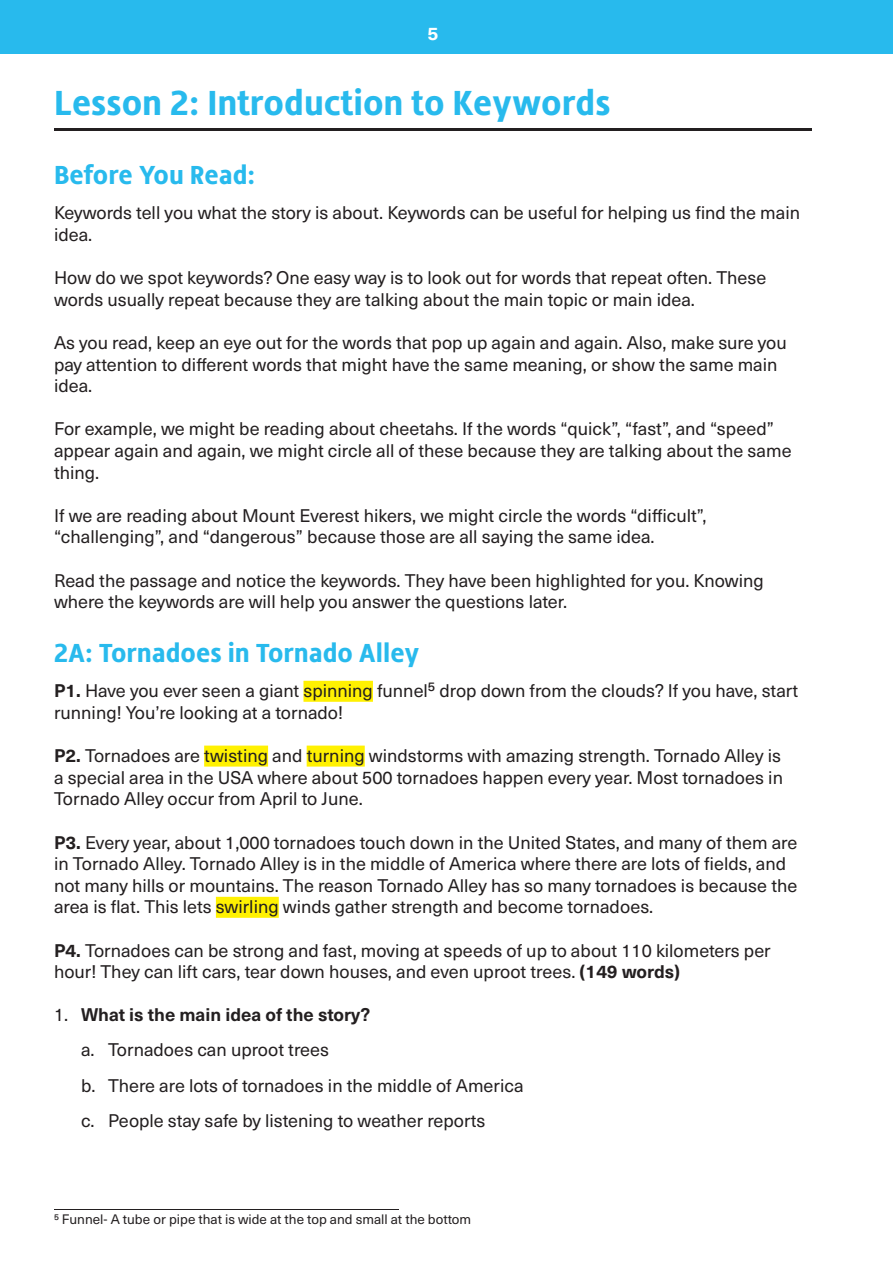 5
Lesson 2: Introduction to Keywords
Before You Read:
Keywords tell you what the story is about. Keywords can be useful for helping us find the main
idea.
How do we spot keywords? One easy way is to look out for words that repeat often. These
words usually repeat because they are talking about the main topic or main idea.
As you read, keep an eye out for the words that pop up again and again. Also, make sure you
pay attention to different words that might have the same meaning, or show the same main
idea.
For example, we might be reading about cheetahs. If the words “quick”, “fast”, and “speed”
appear again and again, we might circle all of these because they are talking about the same
thing.
If we are reading about Mount Everest hikers, we might circle the words “difficult”,
“challenging”, and “dangerous” because those are all saying the same idea.
Read the passage and notice the keywords. They have been highlighted for you. Knowing
where the keywords are will help you answer the questions later.
2A: Tornadoes in Tornado Alley
P1. Have you ever seen a giant spinning funnel⁵ drop down from the clouds? If you have, start
running! You’re looking at a tornado!
P2. Tornadoes are twisting and turning windstorms with amazing strength. Tornado Alley is
a special area in the USA where about 500 tornadoes happen every year. Most tornadoes in
Tornado Alley occur from April to June.
P3. Every year, about 1,000 tornadoes touch down in the United States, and many of them are
in Tornado Alley. Tornado Alley is in the middle of America where there are lots of fields, and
not many hills or mountains. The reason Tornado Alley has so many tornadoes is because the
area is flat. This lets swirling winds gather strength and become tornadoes.
P4. Tornadoes can be strong and fast, moving at speeds of up to about 110 kilometers per
hour! They can lift cars, tear down houses, and even uproot trees. (149 words)
1. What is the main idea of the story?
a. Tornadoes can uproot trees
b. There are lots of tornadoes in the middle of America
c. People stay safe by listening to weather reports
⁵ Funnel- A tube or pipe that is wide at the top and small at the bottom